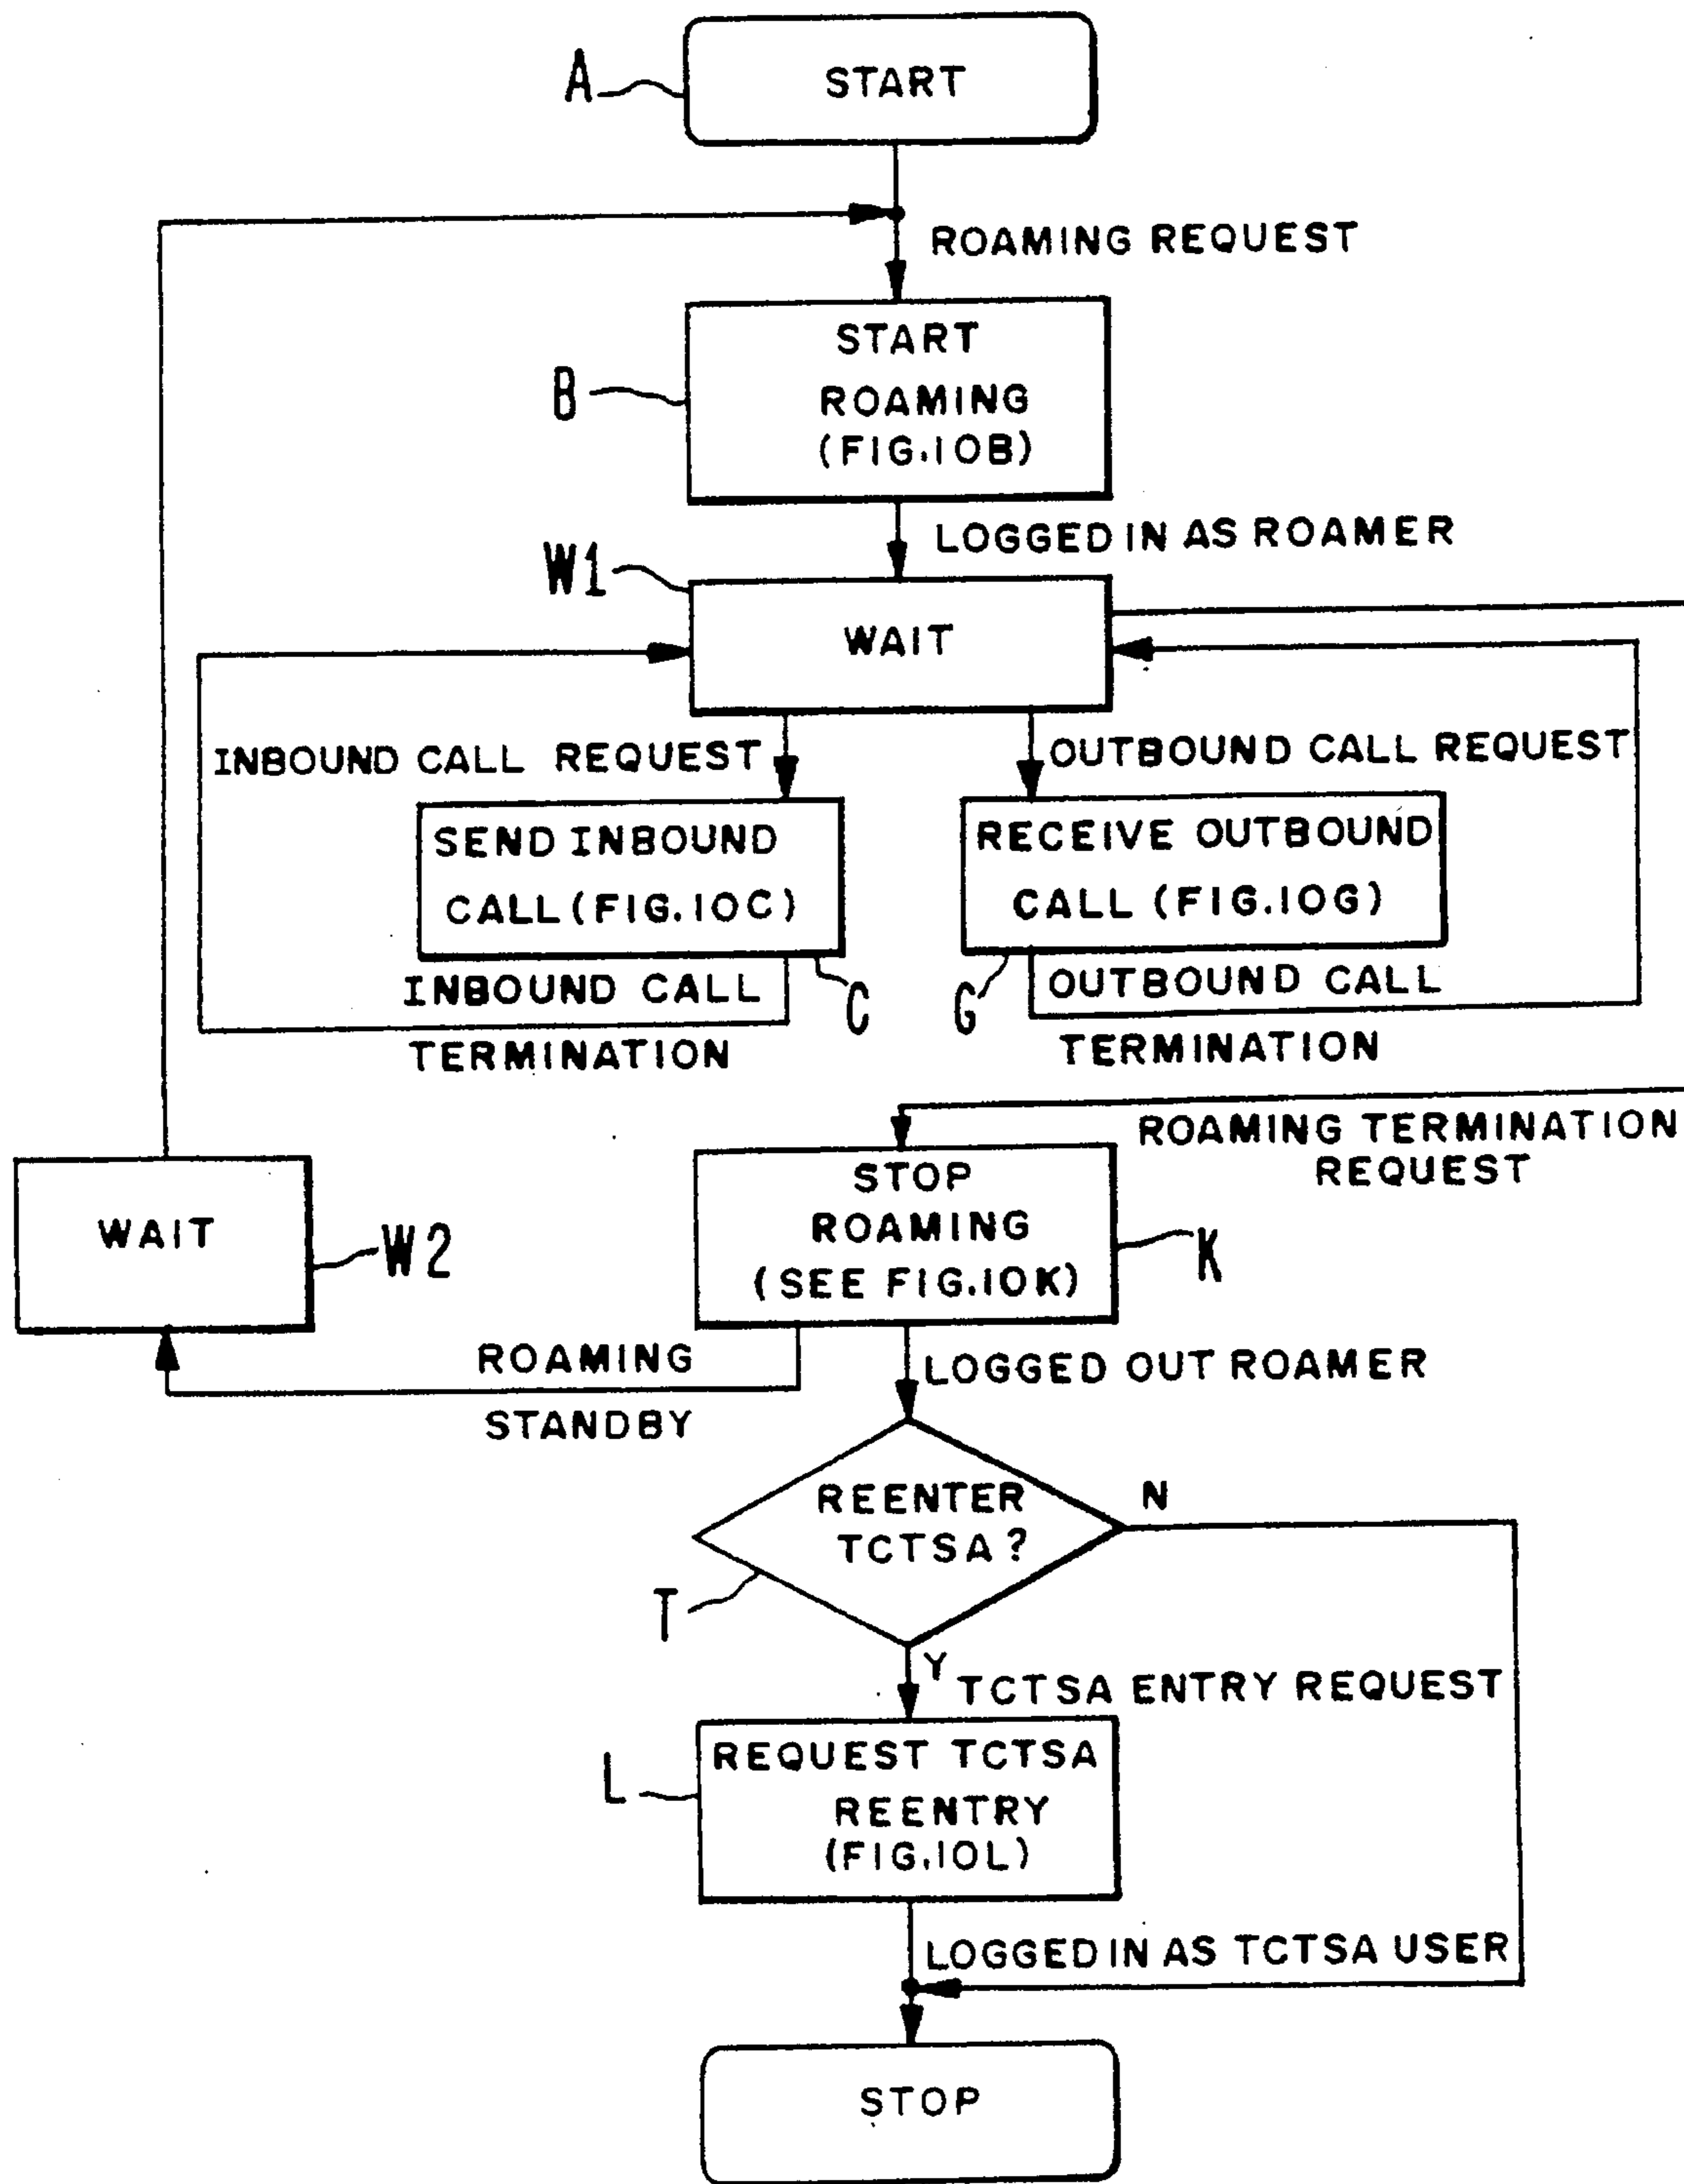 A
START
ROAMING REQUEST
B
START
ROAMING
(FIG.10B)
LOGGED IN AS ROAMER
W1
WAIT
INBOUND CALL REQUEST
OUTBOUND CALL REQUEST
SEND INBOUND
CALL (FIG.10C)
RECEIVE OUTBOUND
CALL (FIG.10G)
INBOUND CALL
TERMINATION
C
G
OUTBOUND CALL
TERMINATION
ROAMING TERMINATION
REQUEST
STOP
ROAMING
(SEE FIG.10K)
K
WAIT
W2
ROAMING
STANDBY
LOGGED OUT ROAMER
REENTER
TCTSA?
N
T
Y
TCTSA ENTRY REQUEST
L
REQUEST TCTSA
REENTRY
(FIG.10L)
LOGGED IN AS TCTSA USER
STOP